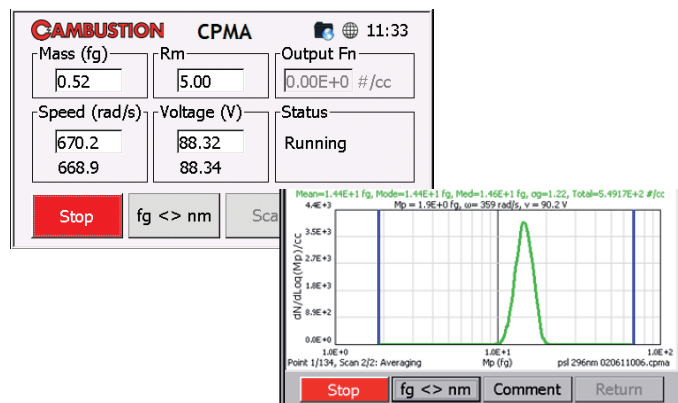 CAMBUSTION CPMA 11:33
Mass (fg) Rm Output Fn
0.52 5.00 0.00E+0 #/cc
Speed (rad/s) Voltage (V) Status
670.2 88.32 Running
668.9 88.34
Stop fg <> nm Sca
Mean=1.44E+1 fg, Mode=1.44E+1 fg, Med=1.46E+1 fg, σg=1.22, Total=5.4917E+2 #/cc
4.4E+3 Mp = 1.9E+0 fg, ω= 359 rad/s, v = 90.2 V
3.5E+3
2.7E+3
1.8E+3
8.9E+2
0.0E+0
dN/dLog(Mp)/cc
1.0E+0 1.0E+1 1.0E+2
Point 1/134, Scan 2/2: Averaging Mp (fg) psl 296nm 020611006.cpma
Stop fg <> nm Comment Return